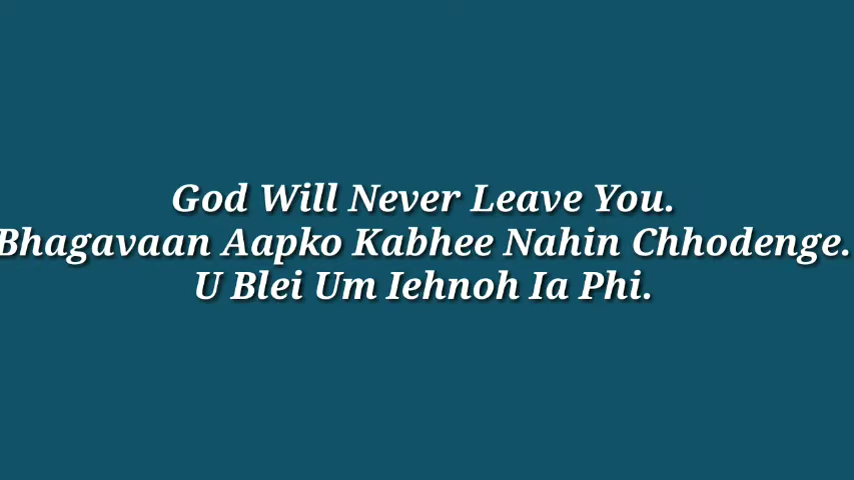 God Will Never Leave You.
Bhagavaan Aapko Kabhee Nahin Chhodenge.
U Blei Um Iehnoh Ia Phi.